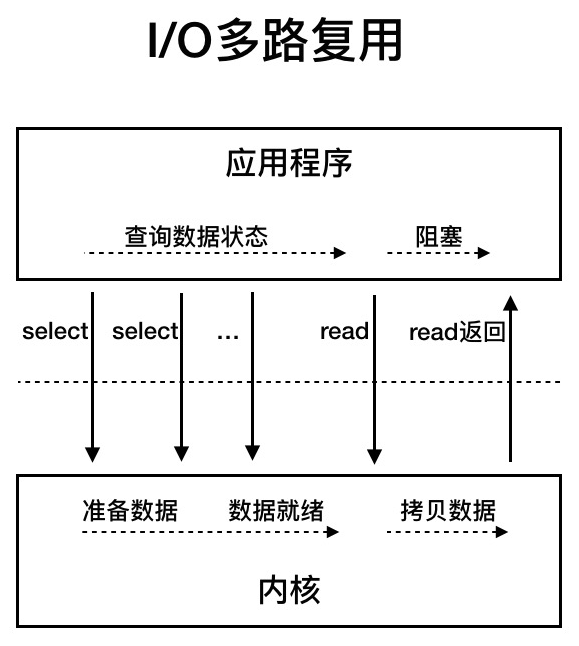 I/O多路复用
应用程序
查询数据状态
阻塞
select
select
...
read
read返回
准备数据
数据就绪
拷贝数据
内核